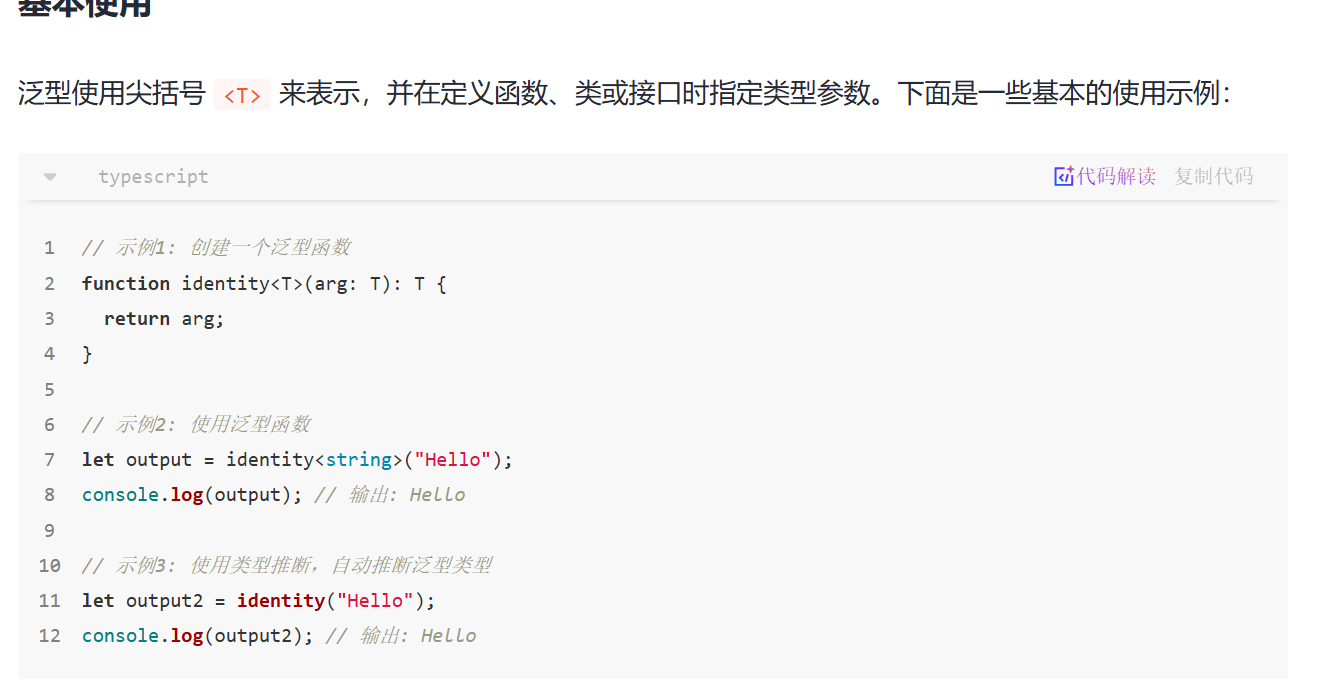 基本使用
泛型使用尖括号 <T> 来表示，并在定义函数、类或接口时指定类型参数。下面是一些基本的使用示例：
typescript 代码解读 复制代码
1 // 示例1: 创建一个泛型函数
2 function identity<T>(arg: T): T {
3   return arg;
4 }
5
6 // 示例2: 使用泛型函数
7 let output = identity<string>("Hello");
8 console.log(output); // 输出: Hello
9
10 // 示例3: 使用类型推断，自动推断泛型类型
11 let output2 = identity("Hello");
12 console.log(output2); // 输出: Hello